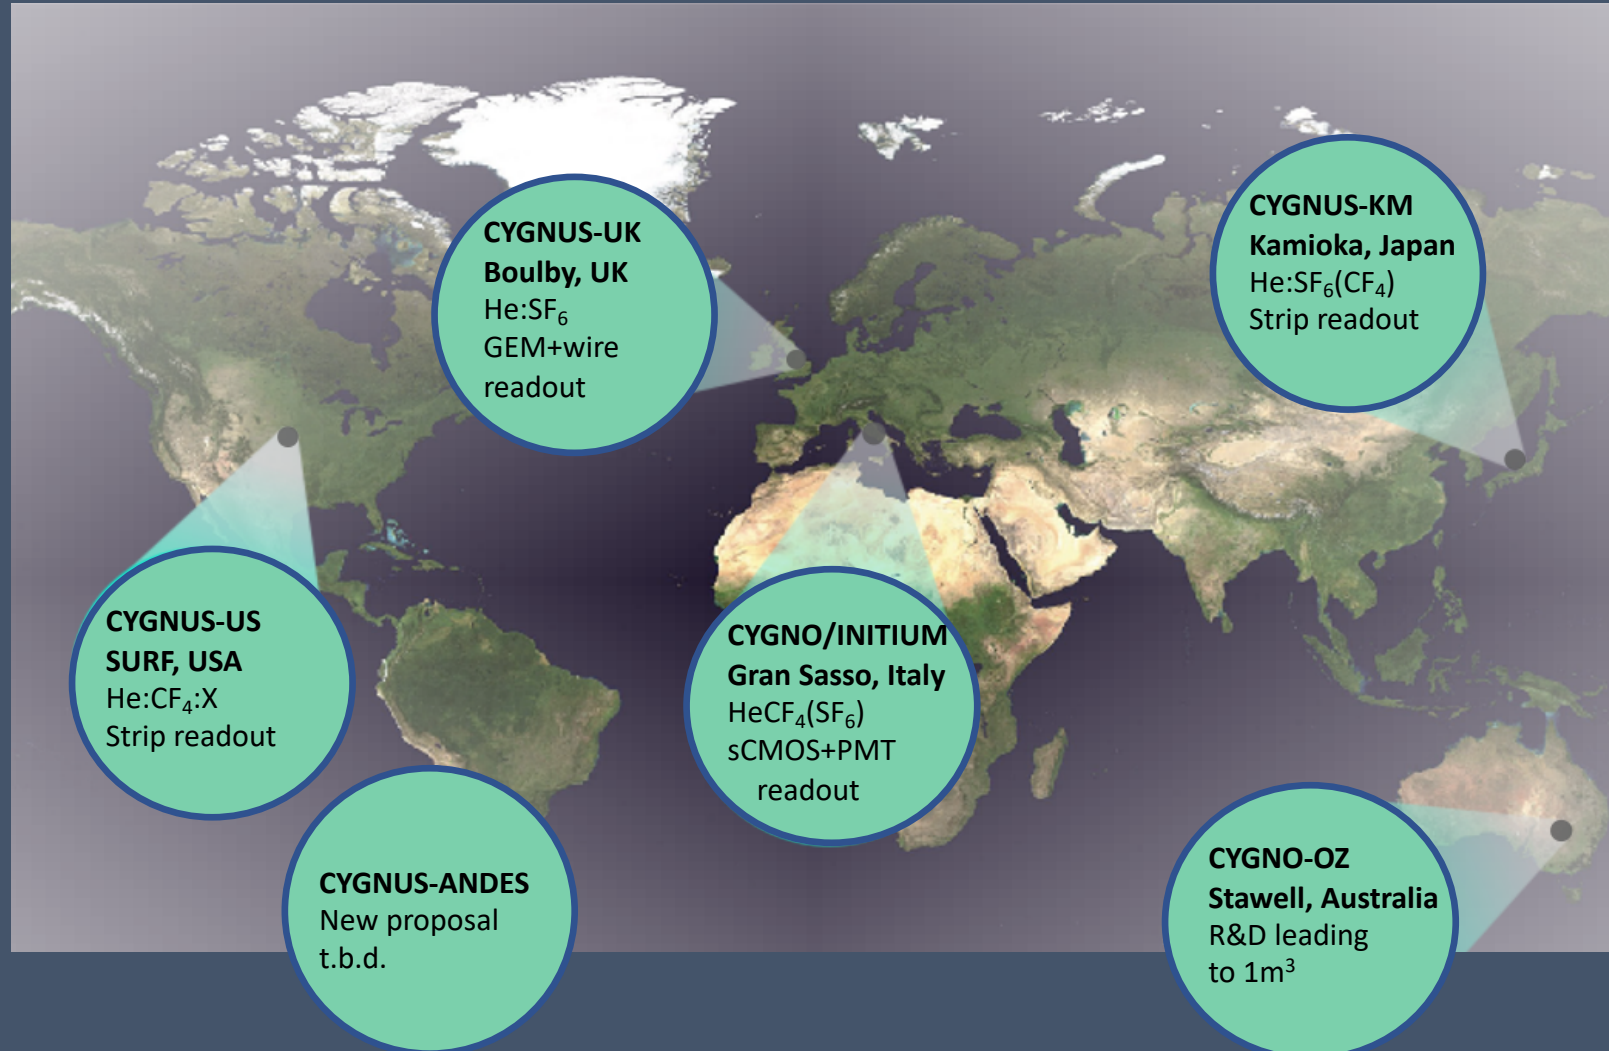 CYGNUS-UK
Boulby, UK
He:SF₆
GEM+wire
readout
CYGNUS-KM
Kamioka, Japan
He:SF₆(CF₄)
Strip readout
CYGNUS-US
SURF, USA
He:CF₄:X
Strip readout
CYGNO/INITIUM
Gran Sasso, Italy
HeCF₄(SF₆)
sCMOS+PMT
readout
CYGNUS-ANDES
New proposal
t.b.d.
CYGNO-OZ
Stawell, Australia
R&D leading
to 1m³